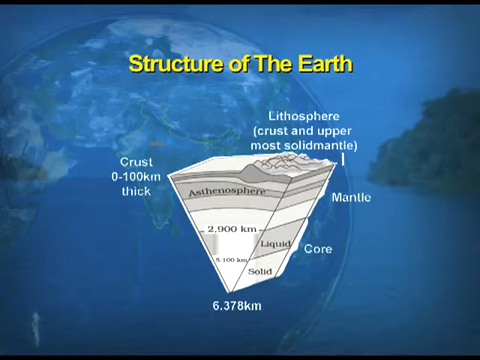 Structure of The Earth
Lithosphere
(crust and upper
most solidmantle)
Crust
0-100km
thick
Asthenosphere
Mantle
2,900 km
Liquid
Core
5,100 km
Solid
6.378km